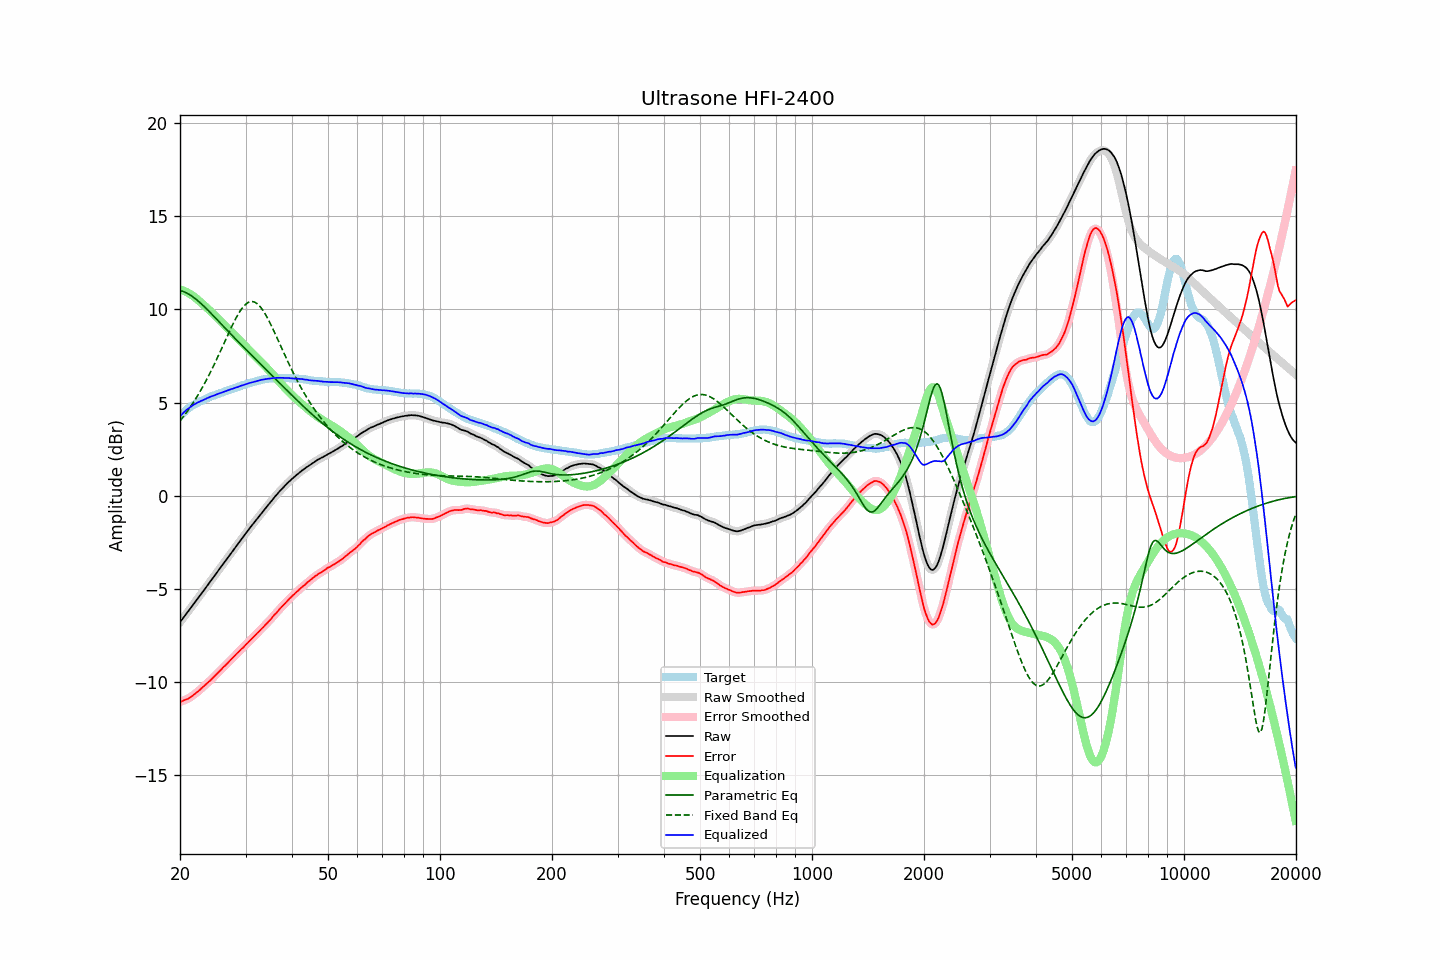 Ultrasone HFI-2400
20
15
10
5
0
−5
−10
−15
Amplitude (dBr)
Target
Raw Smoothed
Error Smoothed
Raw
Error
Equalization
Parametric Eq
Fixed Band Eq
Equalized
20 50 100 200 500 1000 2000 5000 10000 20000
Frequency (Hz)